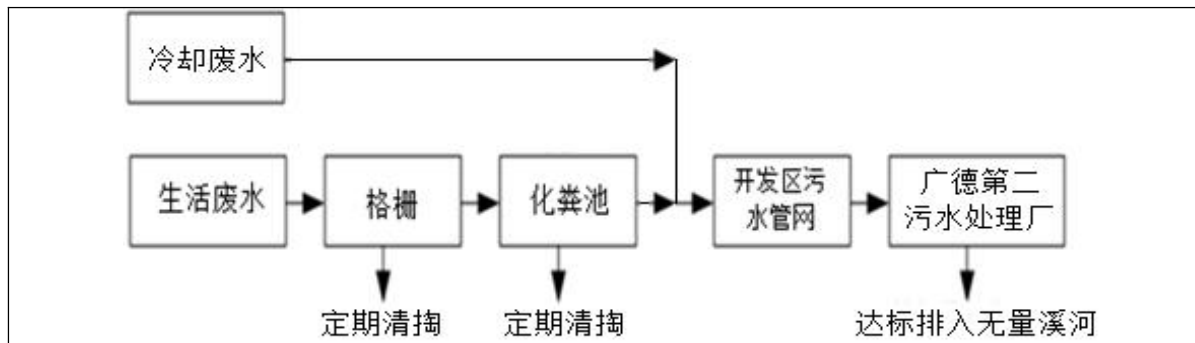 冷却废水
生活废水
格栅
化粪池
开发区污
水管网
广德第二
污水处理厂
定期清掏
定期清掏
达标排入无量溪河